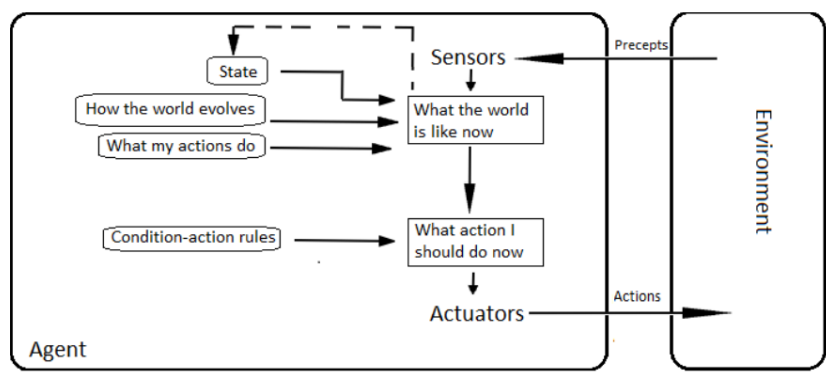 Sensors
Precepts
State
How the world evolves
What the world
is like now
What my actions do
Environment
Condition-action rules
What action I
should do now
Actions
Actuators
Agent